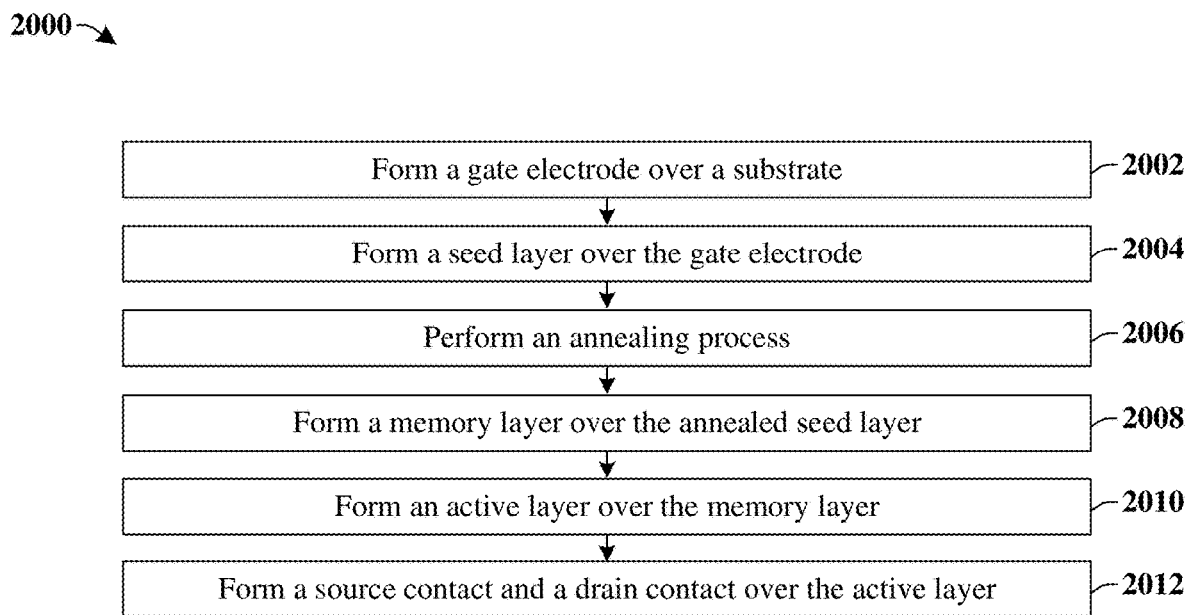 2000
Form a gate electrode over a substrate 2002
Form a seed layer over the gate electrode 2004
Perform an annealing process 2006
Form a memory layer over the annealed seed layer 2008
Form an active layer over the memory layer 2010
Form a source contact and a drain contact over the active layer 2012